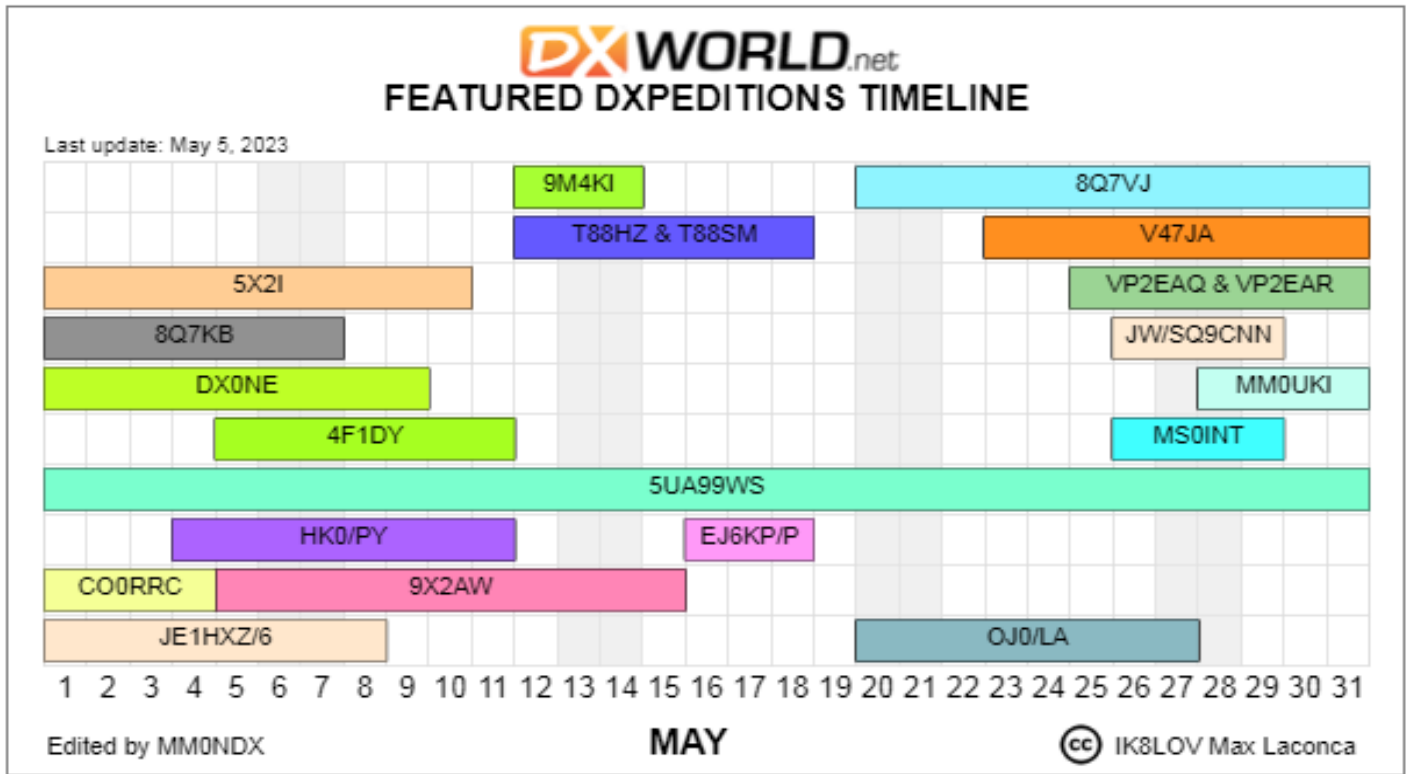 DX WORLD.net
FEATURED DXPEDITIONS TIMELINE
Last update: May 5, 2023
9M4KI 8Q7VJ
T88HZ & T88SM V47JA
5X2I VP2EAQ & VP2EAR
8Q7KB JW/SQ9CNN
DX0NE MM0UKI
4F1DY MS0INT
5UA99WS
HK0/PY EJ6KP/P
CO0RRC 9X2AW
JE1HXZ/6 OJ0/LA
1 2 3 4 5 6 7 8 9 10 11 12 13 14 15 16 17 18 19 20 21 22 23 24 25 26 27 28 29 30 31
Edited by MM0NDX MAY cc IK8LOV Max Laconca